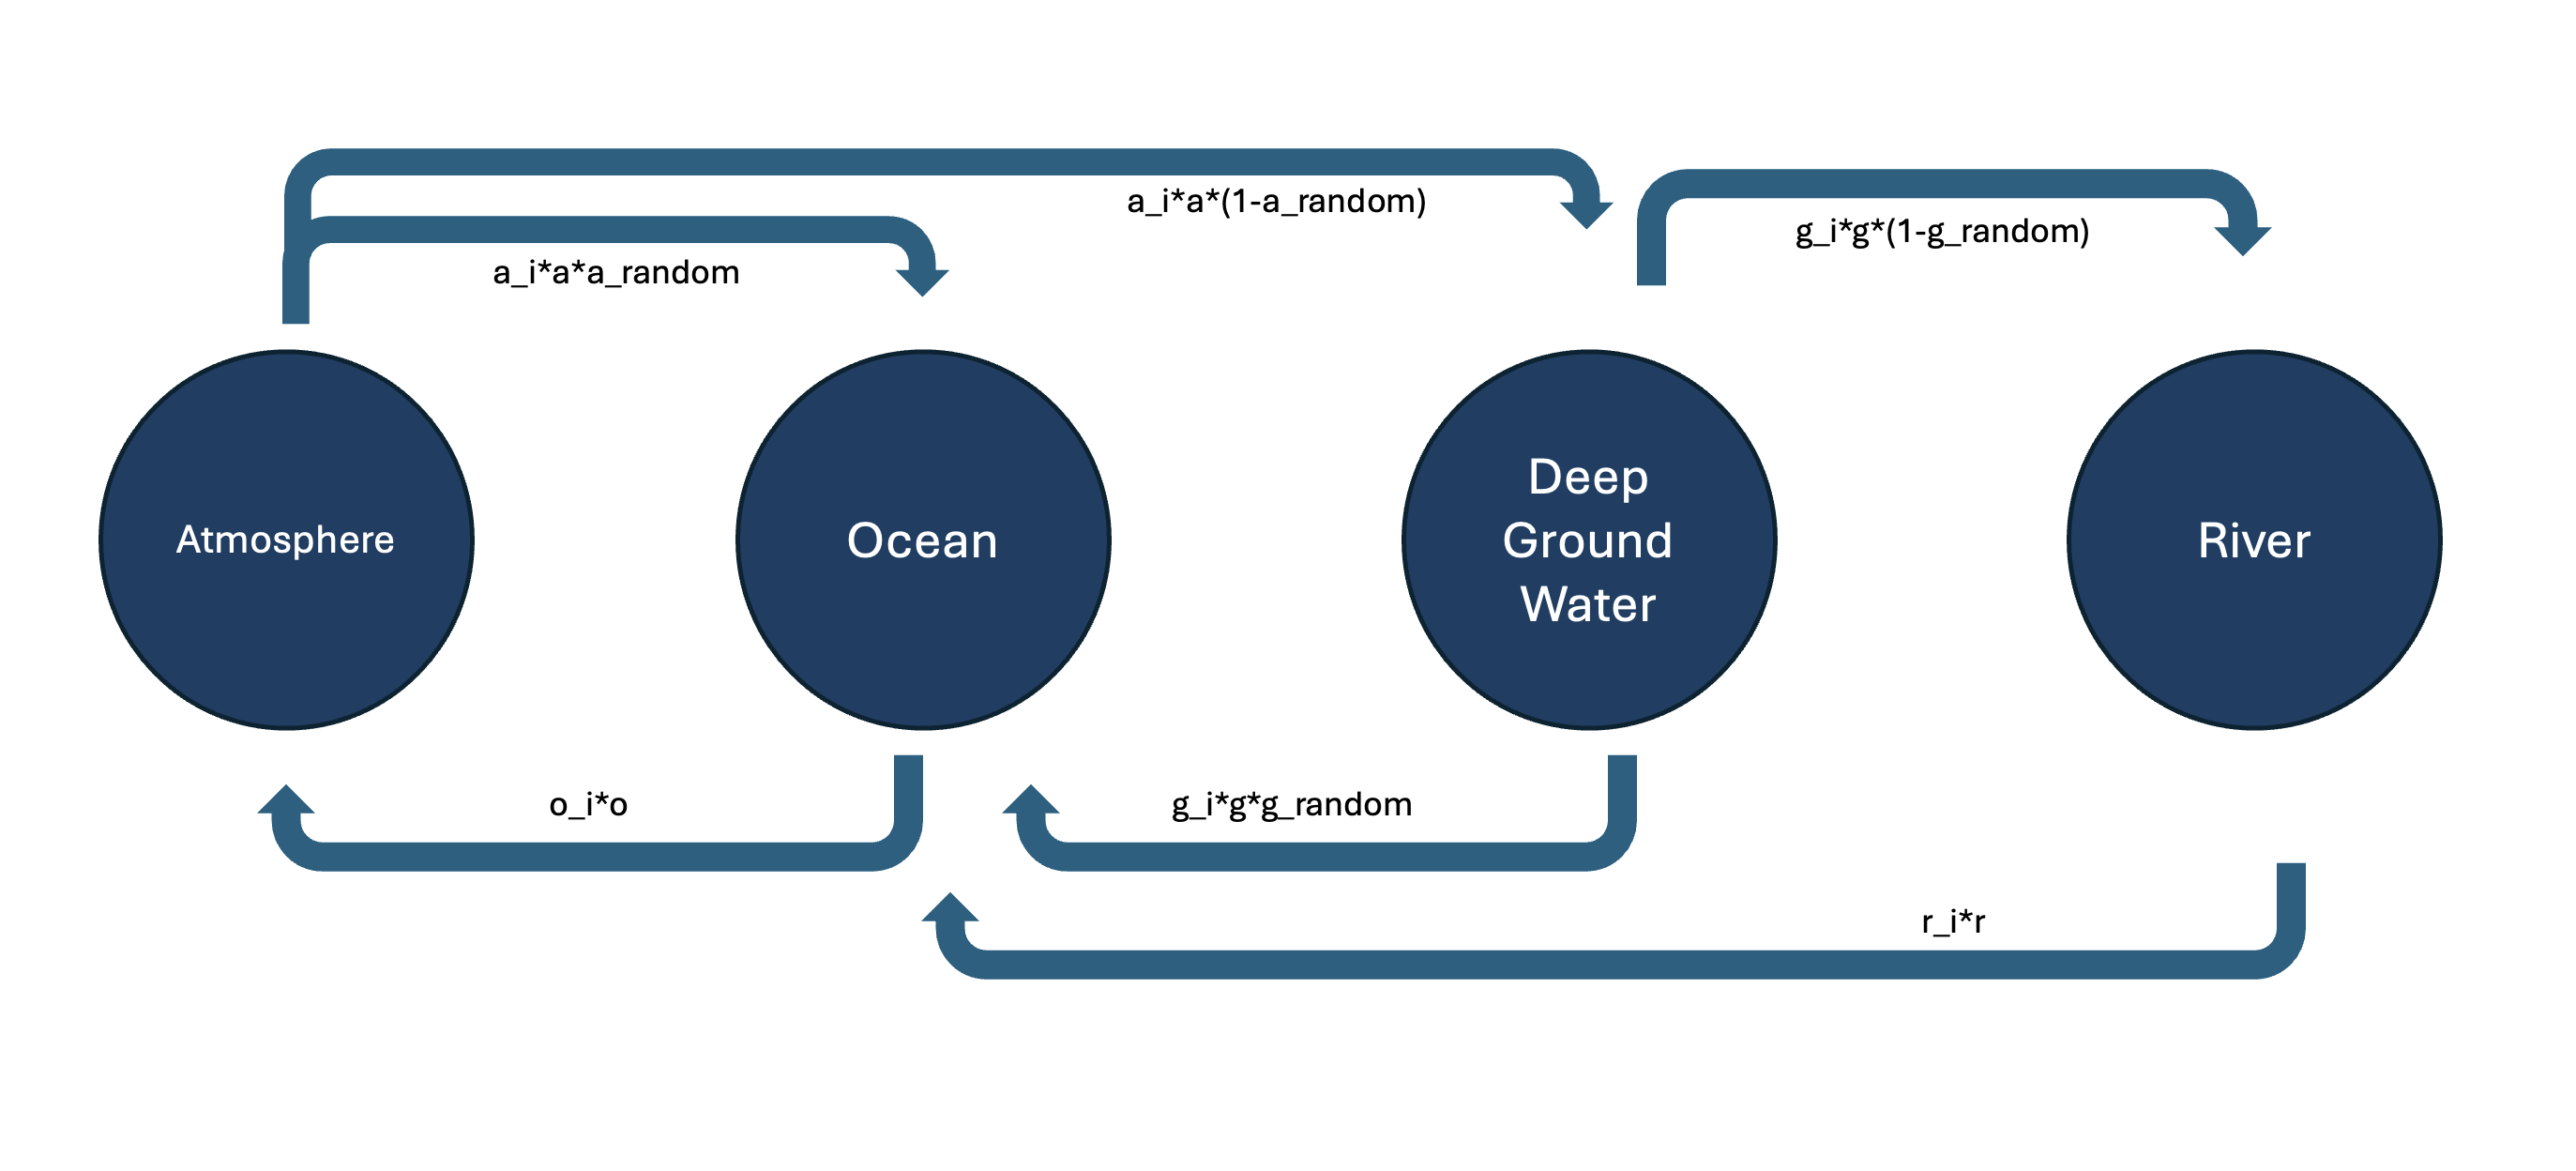 a_i*a*(1-a_random)
g_i*g*(1-g_random)
a_i*a*a_random
Atmosphere
Ocean
Deep
Ground
Water
River
o_i*o
g_i*g*g_random
r_i*r